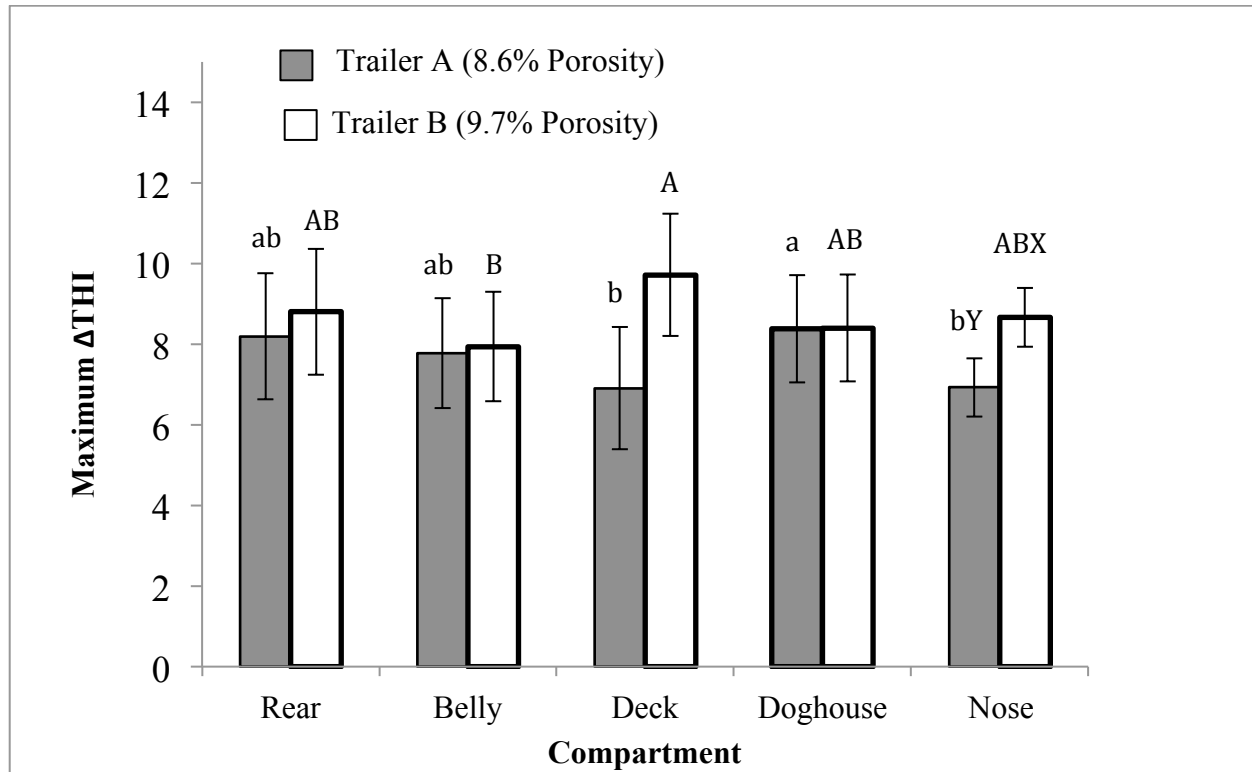 Trailer A (8.6% Porosity)
Trailer B (9.7% Porosity)
14
12
10
8
6
4
2
0
Maximum ΔTHI
ab
AB
ab
B
b
A
a
AB
bY
ABX
Rear
Belly
Deck
Doghouse
Nose
Compartment